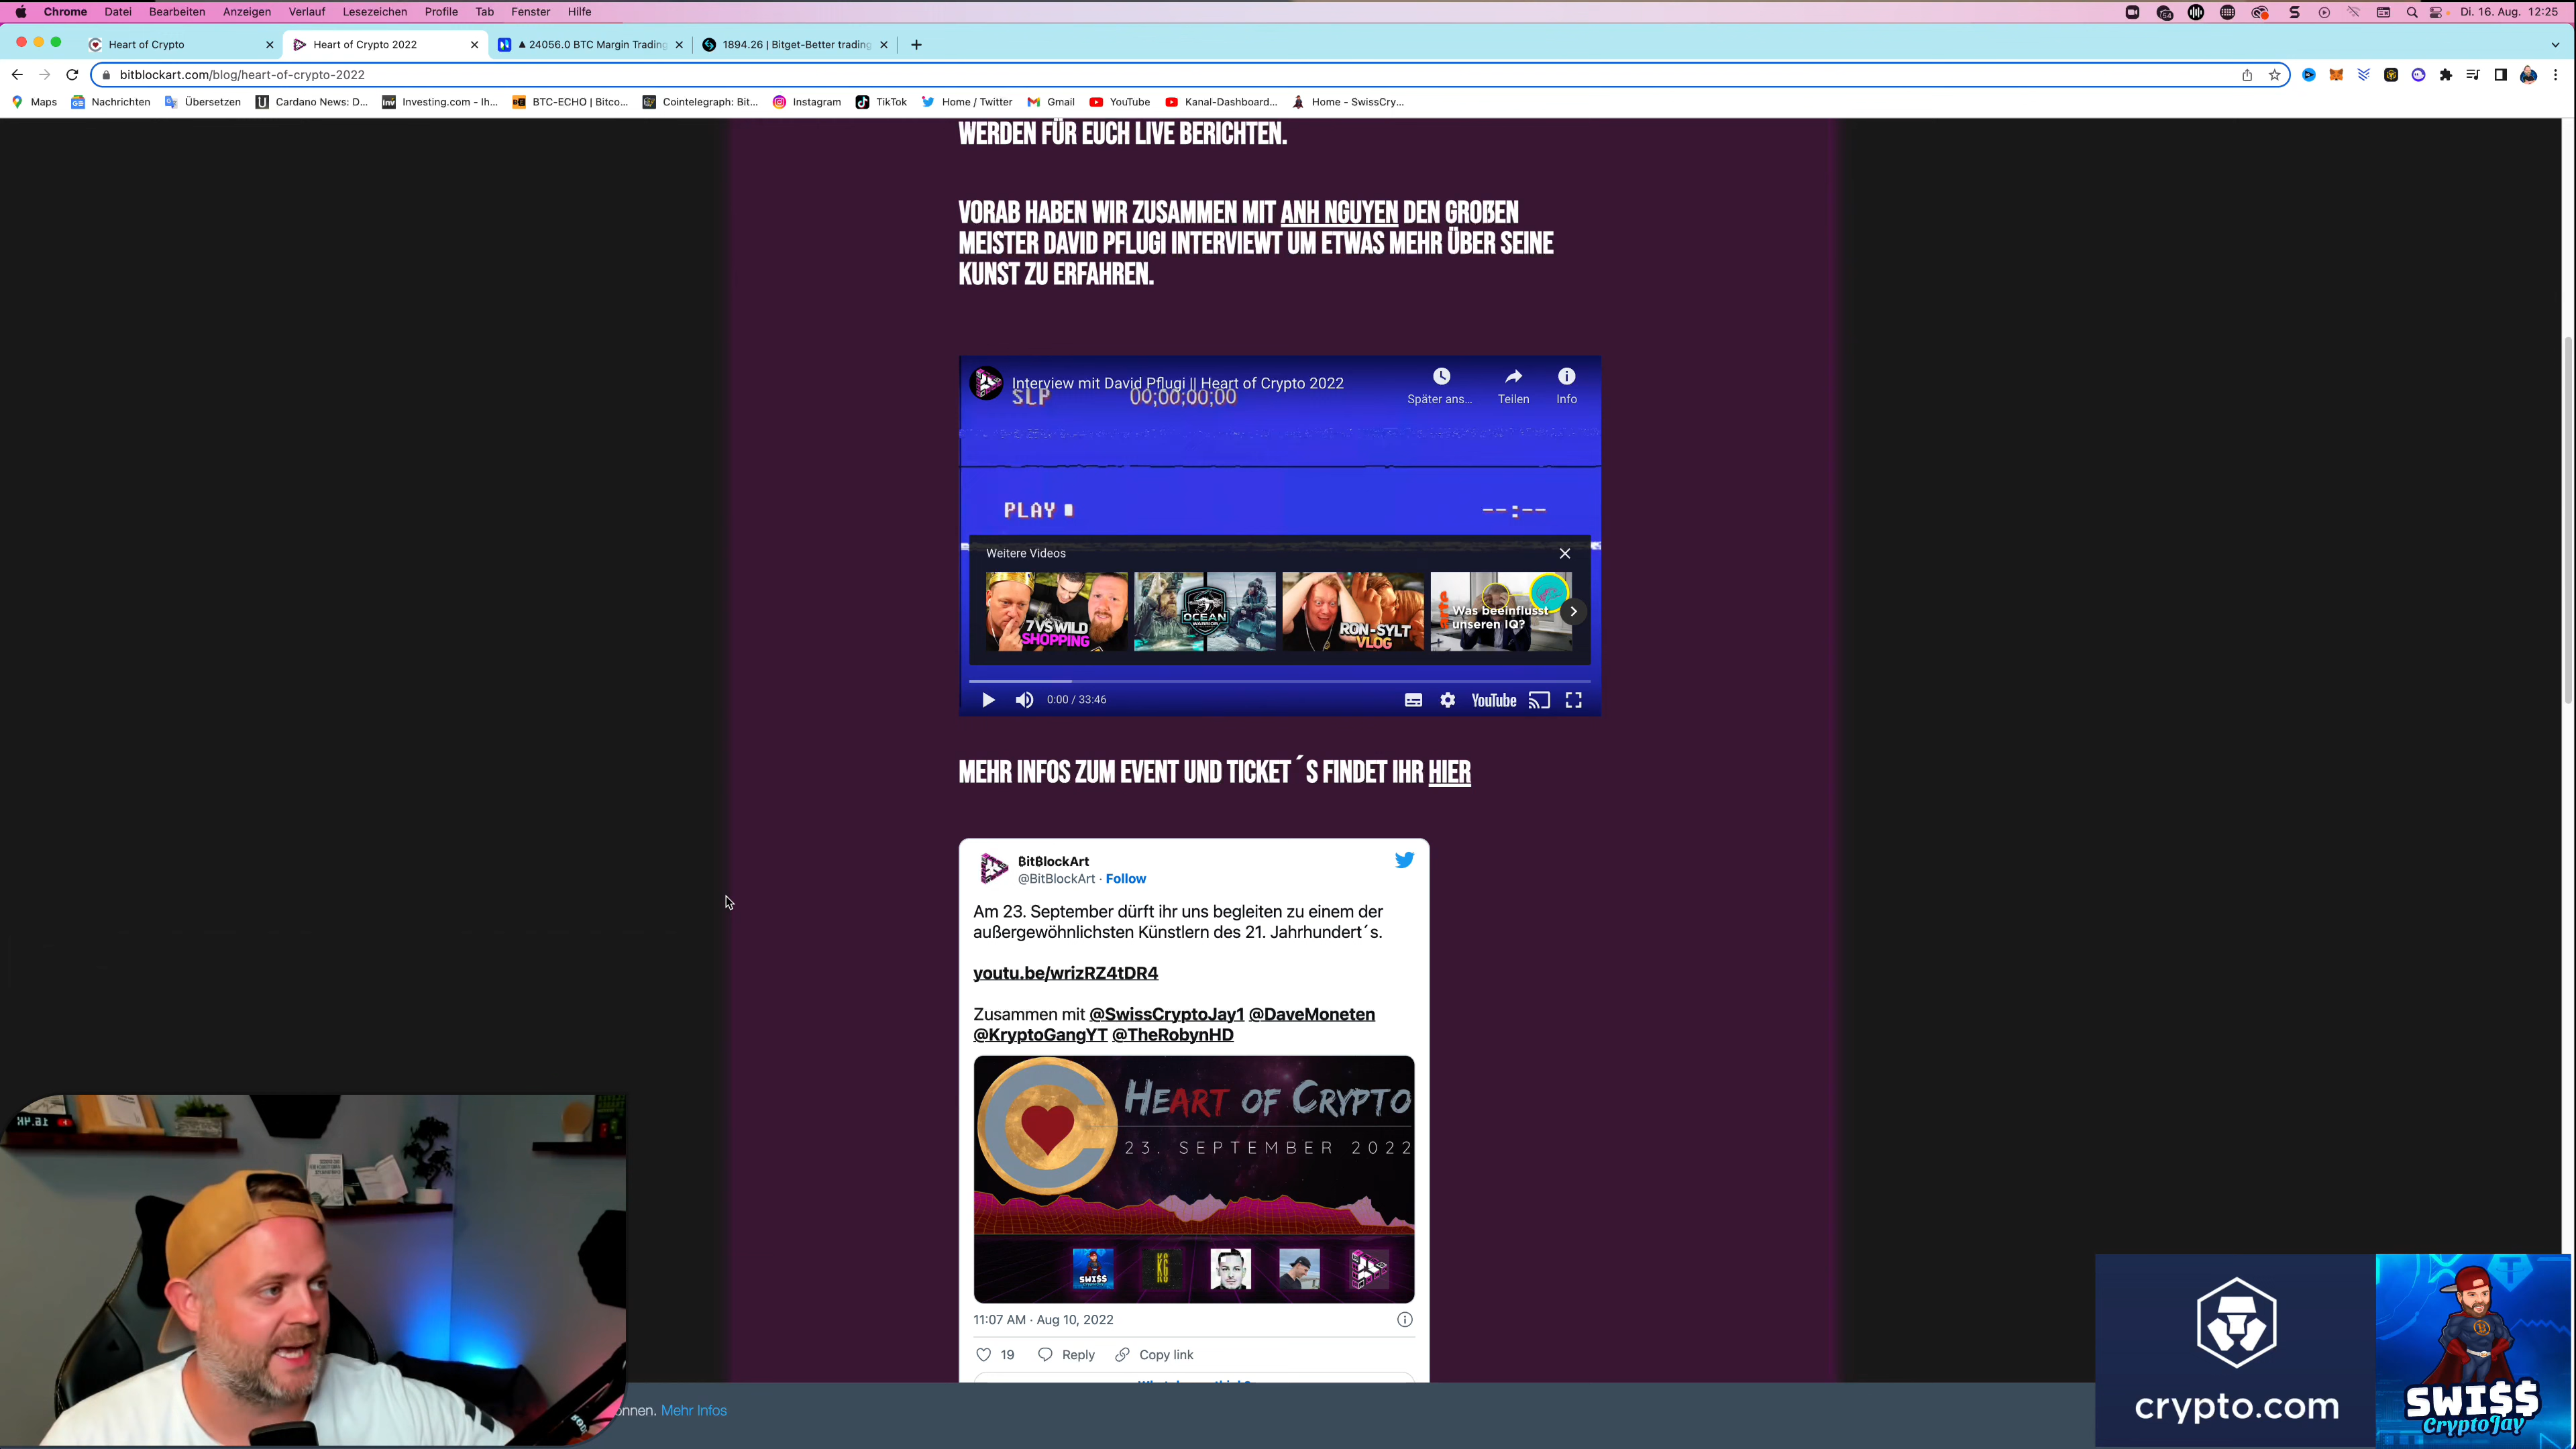 Chrome Datei Bearbeiten Anzeigen Verlauf Lesezeichen Profile Tab Fenster Hilfe
Di. 16. Aug. 12:25
Heart of Crypto
Heart of Crypto 2022
▲ 24056.0 BTC Margin Trading
1894.26 | Bitget-Better trading
bitblockart.com/blog/heart-of-crypto-2022
Maps Nachrichten Übersetzen Cardano News: D... Investing.com - Ih... BTC-ECHO | Bitco... Cointelegraph: Bit... Instagram TikTok Home / Twitter Gmail YouTube Kanal-Dashboard... Home - SwissCry...
WERDEN FÜR EUCH LIVE BERICHTEN.
VORAB HABEN WIR ZUSAMMEN MIT ANH NGUYEN DEN GROẞEN
MEISTER DAVID PFLUGI INTERVIEWT UM ETWAS MEHR ÜBER SEINE
KUNST ZU ERFAHREN.
Interview mit David Pflugi || Heart of Crypto 2022
SLP 00;00;00;00
Später ans... Teilen Info
PLAY --:--
Weitere Videos
7 VS WILD
SHOPPING
OCEAN
WARRIOR
RON-SYLT
VLOG
Was beeinflusst
unseren IQ?
0:00 / 33:46
YouTube
MEHR INFOS ZUM EVENT UND TICKET´S FINDET IHR HIER
BitBlockArt
@BitBlockArt · Follow
Am 23. September dürft ihr uns begleiten zu einem der
außergewöhnlichsten Künstlern des 21. Jahrhundert´s.
youtu.be/wrizRZ4tDR4
Zusammen mit @SwissCryptoJay1 @DaveMoneten
@KryptoGangYT @TheRobynHD
HEART OF CRYPTO
23. SEPTEMBER 2022
SWI$$
KG
11:07 AM · Aug 10, 2022
19 Reply Copy link
onnen. Mehr Infos
crypto.com
SWI$$
CryptoJay